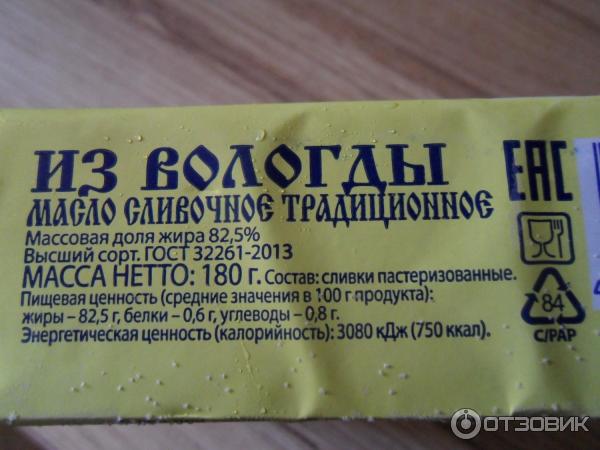 ИЗ ВОЛОГДЫ
МАСЛО СЛИВОЧНОЕ ТРАДИЦИОННОЕ
Массовая доля жира 82,5%
Высший сорт. ГОСТ 32261-2013
МАССА НЕТТО: 180 г. Состав: сливки пастеризованные.
Пищевая ценность (средние значения в 100 г продукта):
жиры – 82,5 г, белки – 0,6 г, углеводы – 0,8 г.
Энергетическая ценность (калорийность): 3080 кДж (750 ккал).
EAC
84
C/PAP
ОТЗОВИК